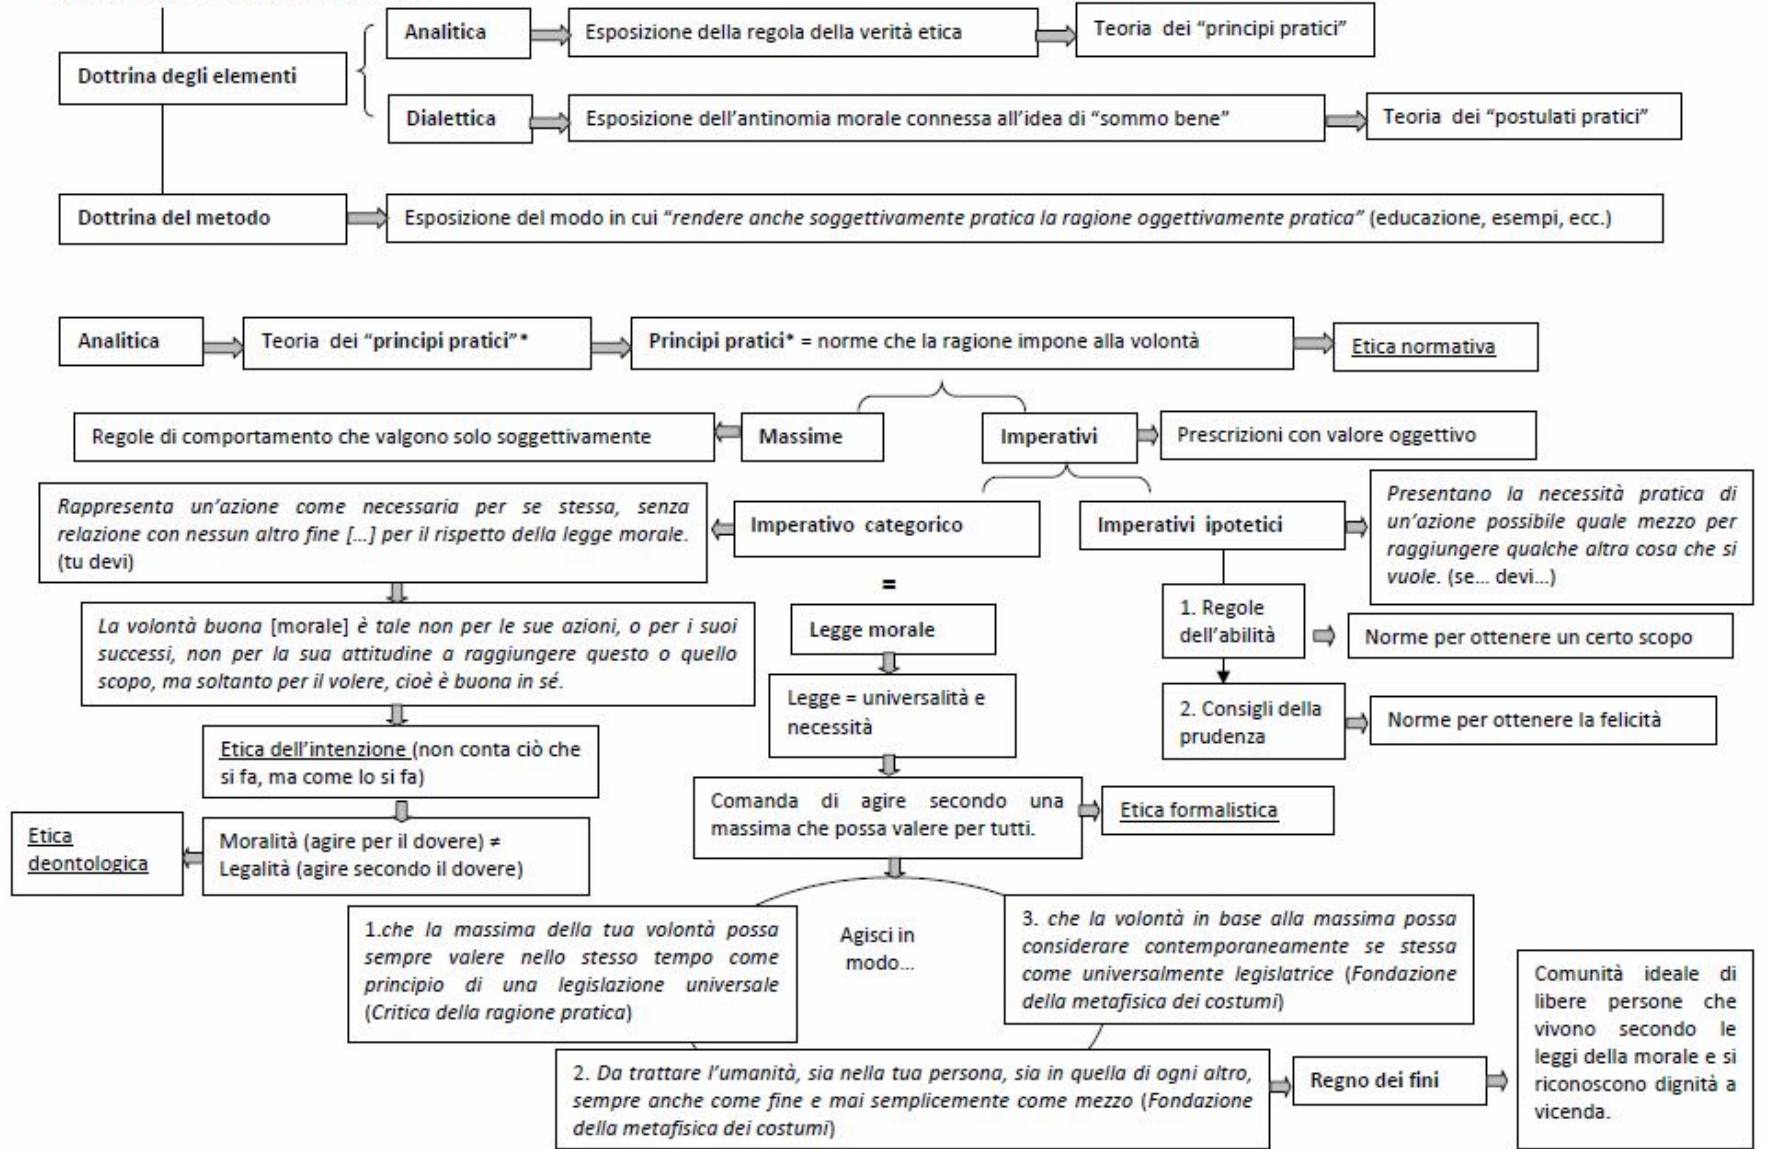 Analitica
Esposizione della regola della verità etica
Teoria dei “principi pratici”
Dottrina degli elementi
Dialettica
Esposizione dell’antinomia morale connessa all’idea di “sommo bene”
Teoria dei “postulati pratici”
Dottrina del metodo
Esposizione del modo in cui “rendere anche soggettivamente pratica la ragione oggettivamente pratica” (educazione, esempi, ecc.)
Analitica
Teoria dei “principi pratici”*
Principi pratici* = norme che la ragione impone alla volontà
Etica normativa
Regole di comportamento che valgono solo soggettivamente
Massime
Imperativi
Prescrizioni con valore oggettivo
Rappresenta un’azione come necessaria per se stessa, senza
relazione con nessun altro fine [...] per il rispetto della legge morale.
(tu devi)
Imperativo categorico
Imperativi ipotetici
Presentano la necessità pratica di
un’azione possibile quale mezzo per
raggiungere qualche altra cosa che si
vuole. (se... devi...)
=
La volontà buona [morale] è tale non per le sue azioni, o per i suoi
successi, non per la sua attitudine a raggiungere questo o quello
scopo, ma soltanto per il volere, cioè è buona in sé.
Legge morale
1. Regole
dell’abilità
Norme per ottenere un certo scopo
Legge = universalità e
necessità
2. Consigli della
prudenza
Norme per ottenere la felicità
Etica dell’intenzione (non conta ciò che
si fa, ma come lo si fa)
Comanda di agire secondo una
massima che possa valere per tutti.
Etica formalistica
Etica
deontologica
Moralità (agire per il dovere) ≠
Legalità (agire secondo il dovere)
1.che la massima della tua volontà possa
sempre valere nello stesso tempo come
principio di una legislazione universale
(Critica della ragione pratica)
Agisci in
modo...
3. che la volontà in base alla massima possa
considerare contemporaneamente se stessa
come universalmente legislatrice (Fondazione
della metafisica dei costumi)
2. Da trattare l’umanità, sia nella tua persona, sia in quella di ogni altro,
sempre anche come fine e mai semplicemente come mezzo (Fondazione
della metafisica dei costumi)
Regno dei fini
Comunità ideale di
libere persone che
vivono secondo le
leggi della morale e si
riconoscono dignità a
vicenda.